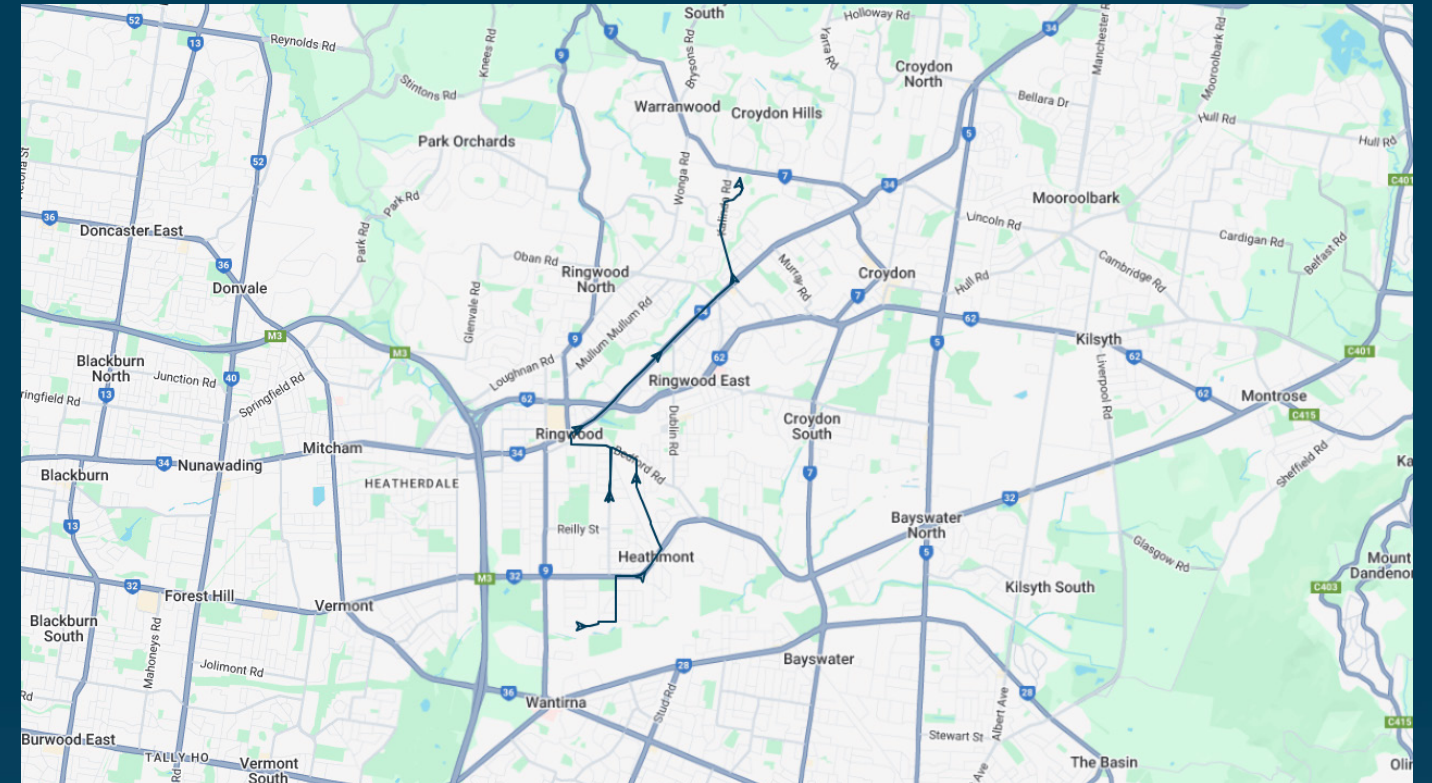 South
Holloway Rd
52
13
34
Reynolds Rd
7
9
Knees Rd
Brysons Rd
Yarra Rd
Manchester R
Mooroolbark Rd
Croydon
North
Stintons Rd
Warranwood
Croydon Hills
Bellara Dr
Hull Rd
5
Park Orchards
Hull Rd
52
Wonga Rd
7
34
C401
Kalinda Rd
Park Rd
Mooroolbark
36
Doncaster East
Lincoln Rd
Cardigan Rd
Belfast Rd
Park Rd
36
Oban Rd
Ringwood
North
Murray Rd
Croydon
Hull Rd
Cambridge Rd
Donvale
Glenvale Rd
Mullum Mullum Rd
7
34
62
M3
9
5
Kilsyth
M3
62
C401
62
Blackburn
North
Junction Rd
Loughnan Rd
40
Springfield Rd
Ringwood East
Liverpool Rd
13
ringfield Rd
62
62
Montrose
C415
Dublin Rd
Croydon
South
Ringwood
Mitcham
34
Bedford Rd
34
Nunawading
Sheffield Rd
Blackburn
HEATHERDALE
7
32
13
Reilly St
Bayswater
North
Heathmont
5
Glasgow Rd
Mount
Dandenon
M3
32
9
32
Forest Hill
Kilsyth South
C403
Vermont
Blackburn
South
Mahoneys Rd
Jolimont Rd
28
Bayswater
36
Wantirna
Stud Rd
28
Albert Ave
C415
Burwood East
TALLY HO
Vermont
South
Stewart St
The Basin